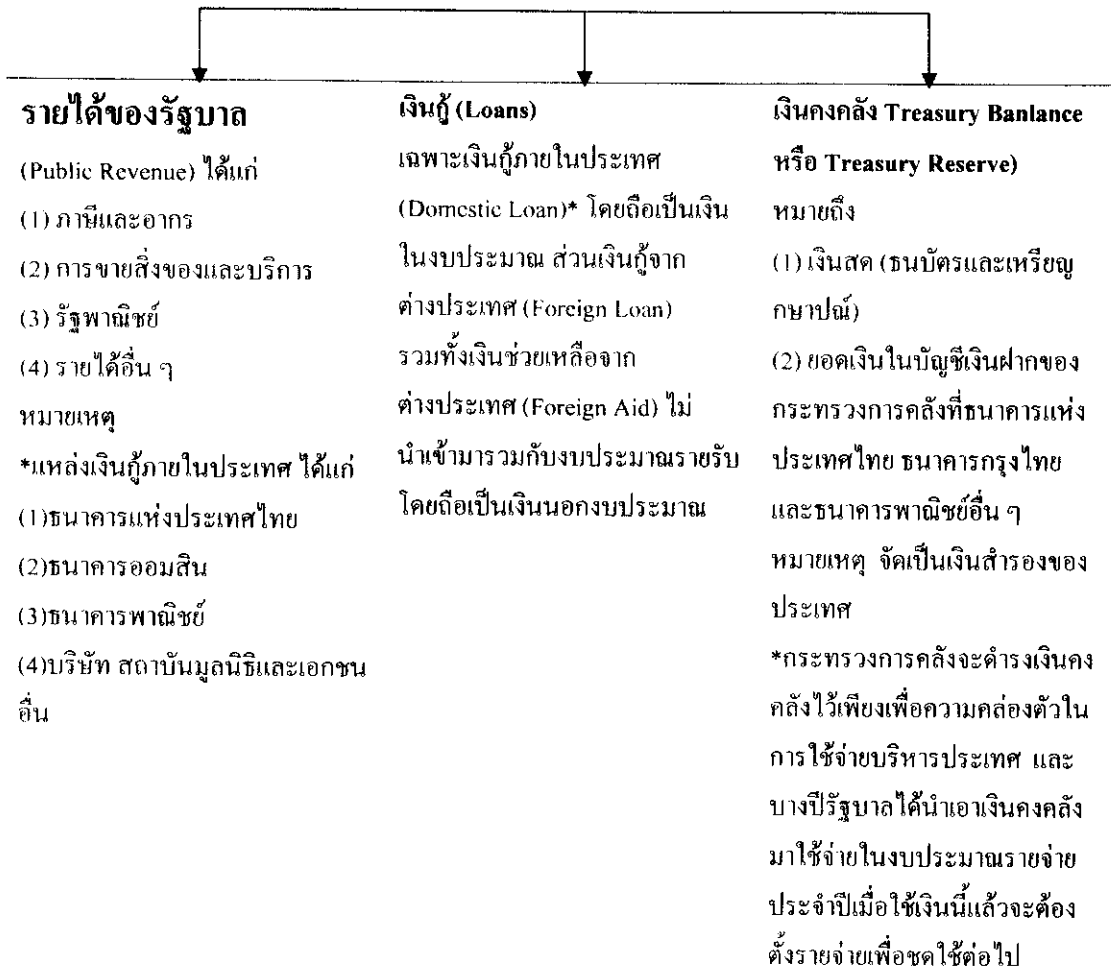 รายได้ของรัฐบาล
(Public Revenue) ได้แก่
(1) ภาษีและอากร
(2) การขายสิ่งของและบริการ
(3) รัฐพาณิชย์
(4) รายได้อื่น ๆ
หมายเหตุ
*แหล่งเงินกู้ภายในประเทศ ได้แก่
(1)ธนาคารแห่งประเทศไทย
(2)ธนาคารออมสิน
(3)ธนาคารพาณิชย์
(4)บริษัท สถาบันมูลนิธิและเอกชน
อื่น
เงินกู้ (Loans)
เฉพาะเงินกู้ภายในประเทศ
(Domestic Loan)* โดยถือเป็นเงิน
ในงบประมาณ ส่วนเงินกู้จาก
ต่างประเทศ (Foreign Loan)
รวมทั้งเงินช่วยเหลือจาก
ต่างประเทศ (Foreign Aid) ไม่
นำเข้ามารวมกับงบประมาณรายรับ
โดยถือเป็นเงินนอกงบประมาณ
เงินคงคลัง Treasury Banlance
หรือ Treasury Reserve)
หมายถึง
(1) เงินสด (ธนบัตรและเหรียญ
กษาปณ์)
(2) ยอดเงินในบัญชีเงินฝากของ
กระทรวงการคลังที่ธนาคารแห่ง
ประเทศไทย ธนาคารกรุงไทย
และธนาคารพาณิชย์อื่น ๆ
หมายเหตุ จัดเป็นเงินสำรองของ
ประเทศ
*กระทรวงการคลังจะดำรงเงินคง
คลังไว้เพียงเพื่อความคล่องตัวใน
การใช้จ่ายบริหารประเทศ และ
บางปีรัฐบาลได้นำเอาเงินคงคลัง
มาใช้จ่ายในงบประมาณรายจ่าย
ประจำปีเมื่อใช้เงินนี้แล้วจะต้อง
ตั้งรายจ่ายเพื่อชดใช้ต่อไป